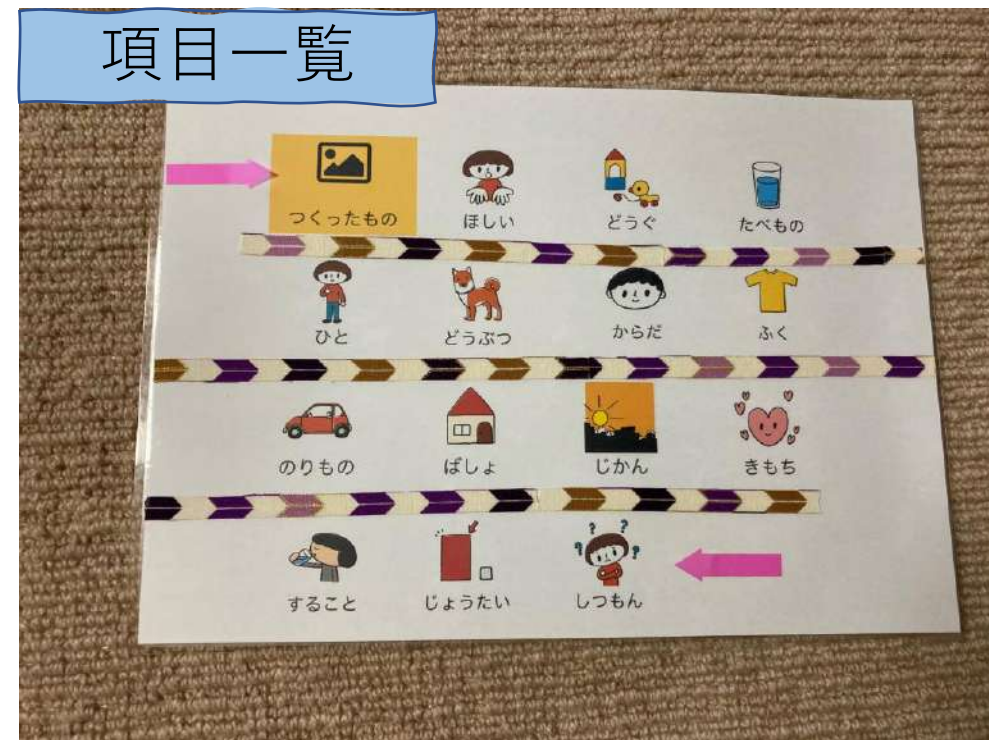 項目一覧
つくったもの ほしい どうぐ たべもの
ひと どうぶつ からだ ふく
のりもの ばしょ じかん きもち
すること じょうたい しつもん